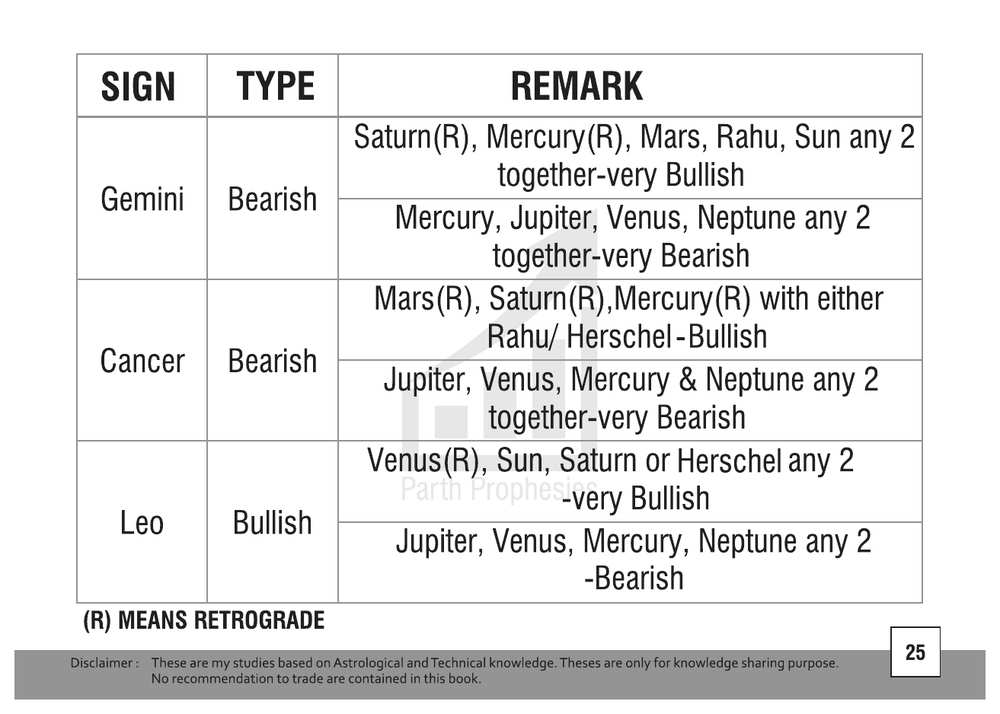 SIGN TYPE REMARK
Gemini Bearish
Saturn(R), Mercury(R), Mars, Rahu, Sun any 2
together-very Bullish
Mercury, Jupiter, Venus, Neptune any 2
together-very Bearish
Cancer Bearish
Mars(R), Saturn(R),Mercury(R) with either
Rahu/ Herschel-Bullish
Jupiter, Venus, Mercury & Neptune any 2
together-very Bearish
Leo Bullish
Venus(R), Sun, Saturn or Herschel any 2
-very Bullish
Jupiter, Venus, Mercury, Neptune any 2
-Bearish
Parth Prophesies
(R) MEANS RETROGRADE
Disclaimer : These are my studies based on Astrological and Technical knowledge. Theses are only for knowledge sharing purpose.
No recommendation to trade are contained in this book.
25